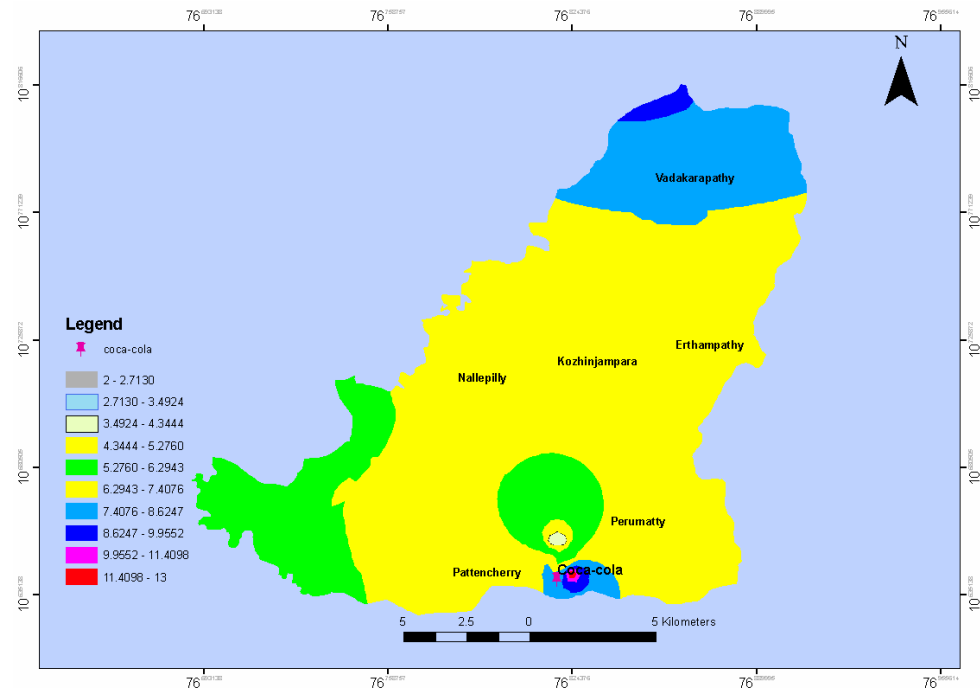 N
Vadakarapathy
Erthampathy
Kozhinjampara
Nallepilly
Perumatty
Coca-cola
Pattencherry
Legend
coca-cola
2 - 2.7130
2.7130 - 3.4924
3.4924 - 4.3444
4.3444 - 5.2760
5.2760 - 6.2943
6.2943 - 7.4076
7.4076 - 8.6247
8.6247 - 9.9552
9.9552 - 11.4098
11.4098 - 13
5 2.5 0 5 Kilometers